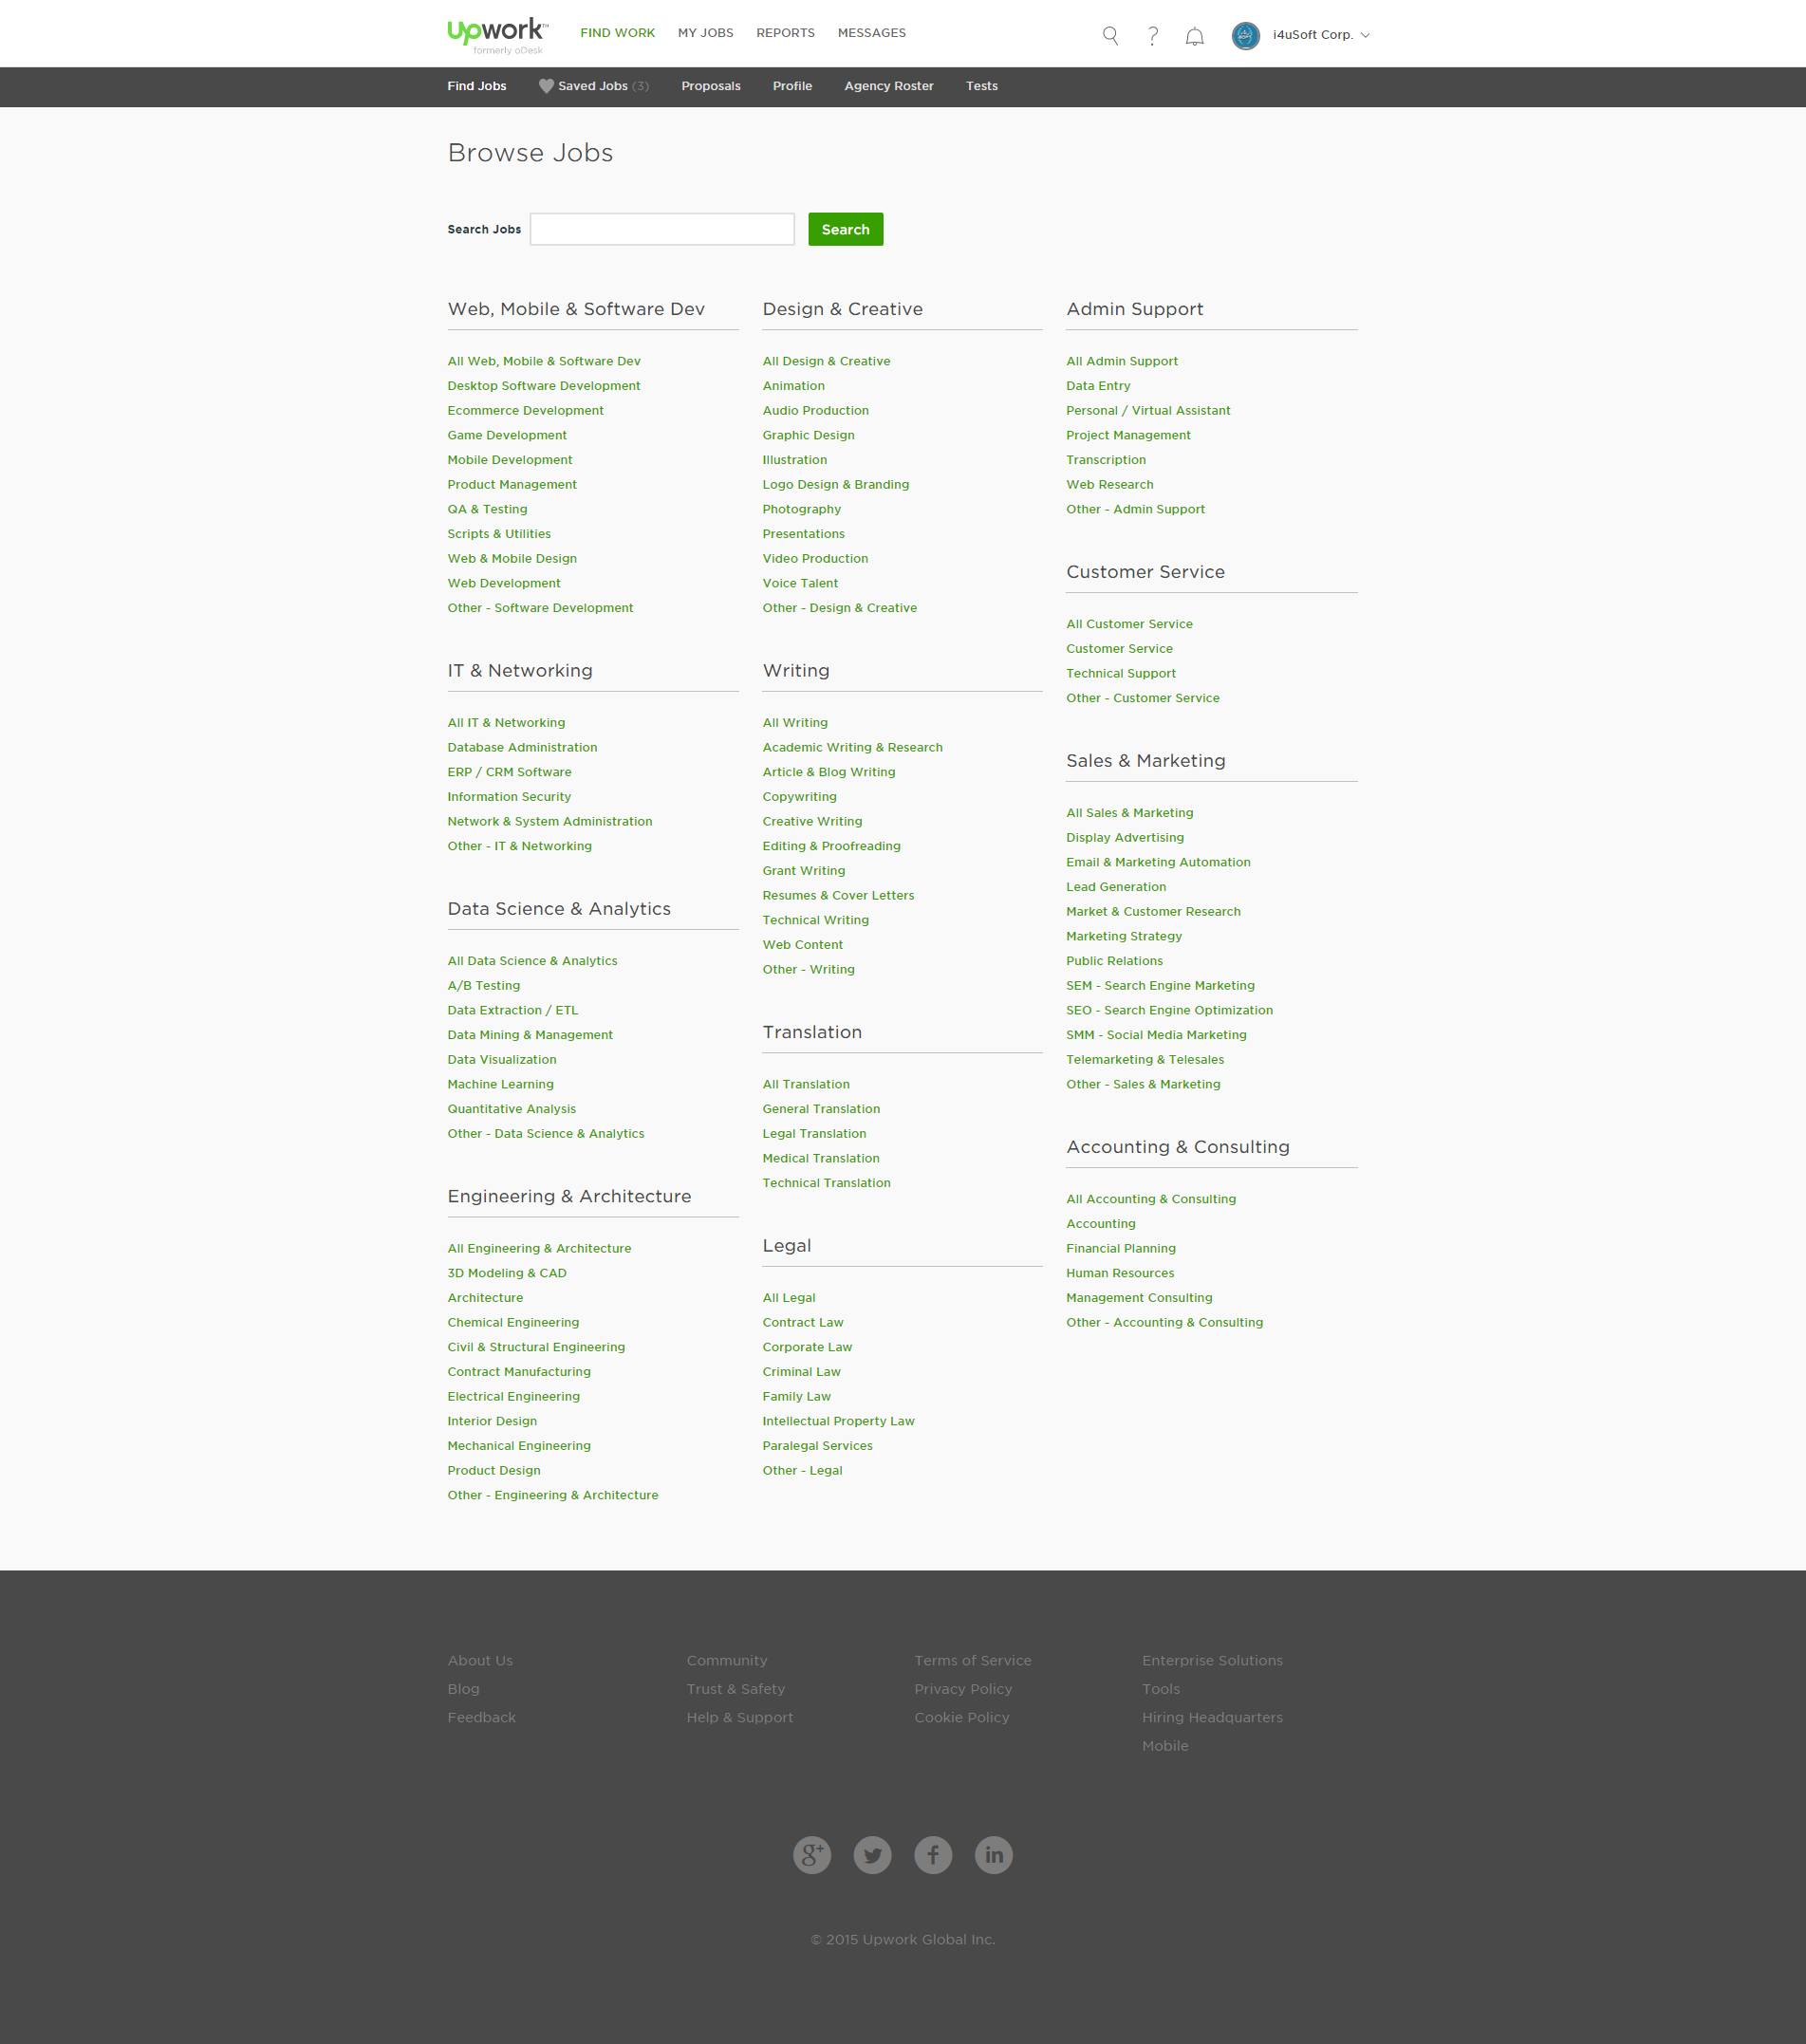 upwork™
formerly oDesk
FIND WORK MY JOBS REPORTS MESSAGES
i4uSoft Corp.
Find Jobs Saved Jobs (3) Proposals Profile Agency Roster Tests
Browse Jobs
Search Jobs Search
Web, Mobile & Software Dev
All Web, Mobile & Software Dev
Desktop Software Development
Ecommerce Development
Game Development
Mobile Development
Product Management
QA & Testing
Scripts & Utilities
Web & Mobile Design
Web Development
Other - Software Development
IT & Networking
All IT & Networking
Database Administration
ERP / CRM Software
Information Security
Network & System Administration
Other - IT & Networking
Data Science & Analytics
All Data Science & Analytics
A/B Testing
Data Extraction / ETL
Data Mining & Management
Data Visualization
Machine Learning
Quantitative Analysis
Other - Data Science & Analytics
Engineering & Architecture
All Engineering & Architecture
3D Modeling & CAD
Architecture
Chemical Engineering
Civil & Structural Engineering
Contract Manufacturing
Electrical Engineering
Interior Design
Mechanical Engineering
Product Design
Other - Engineering & Architecture
Design & Creative
All Design & Creative
Animation
Audio Production
Graphic Design
Illustration
Logo Design & Branding
Photography
Presentations
Video Production
Voice Talent
Other - Design & Creative
Writing
All Writing
Academic Writing & Research
Article & Blog Writing
Copywriting
Creative Writing
Editing & Proofreading
Grant Writing
Resumes & Cover Letters
Technical Writing
Web Content
Other - Writing
Translation
All Translation
General Translation
Legal Translation
Medical Translation
Technical Translation
Legal
All Legal
Contract Law
Corporate Law
Criminal Law
Family Law
Intellectual Property Law
Paralegal Services
Other - Legal
Admin Support
All Admin Support
Data Entry
Personal / Virtual Assistant
Project Management
Transcription
Web Research
Other - Admin Support
Customer Service
All Customer Service
Customer Service
Technical Support
Other - Customer Service
Sales & Marketing
All Sales & Marketing
Display Advertising
Email & Marketing Automation
Lead Generation
Market & Customer Research
Marketing Strategy
Public Relations
SEM - Search Engine Marketing
SEO - Search Engine Optimization
SMM - Social Media Marketing
Telemarketing & Telesales
Other - Sales & Marketing
Accounting & Consulting
All Accounting & Consulting
Accounting
Financial Planning
Human Resources
Management Consulting
Other - Accounting & Consulting
About Us
Blog
Feedback
Community
Trust & Safety
Help & Support
Terms of Service
Privacy Policy
Cookie Policy
Enterprise Solutions
Tools
Hiring Headquarters
Mobile
© 2015 Upwork Global Inc.